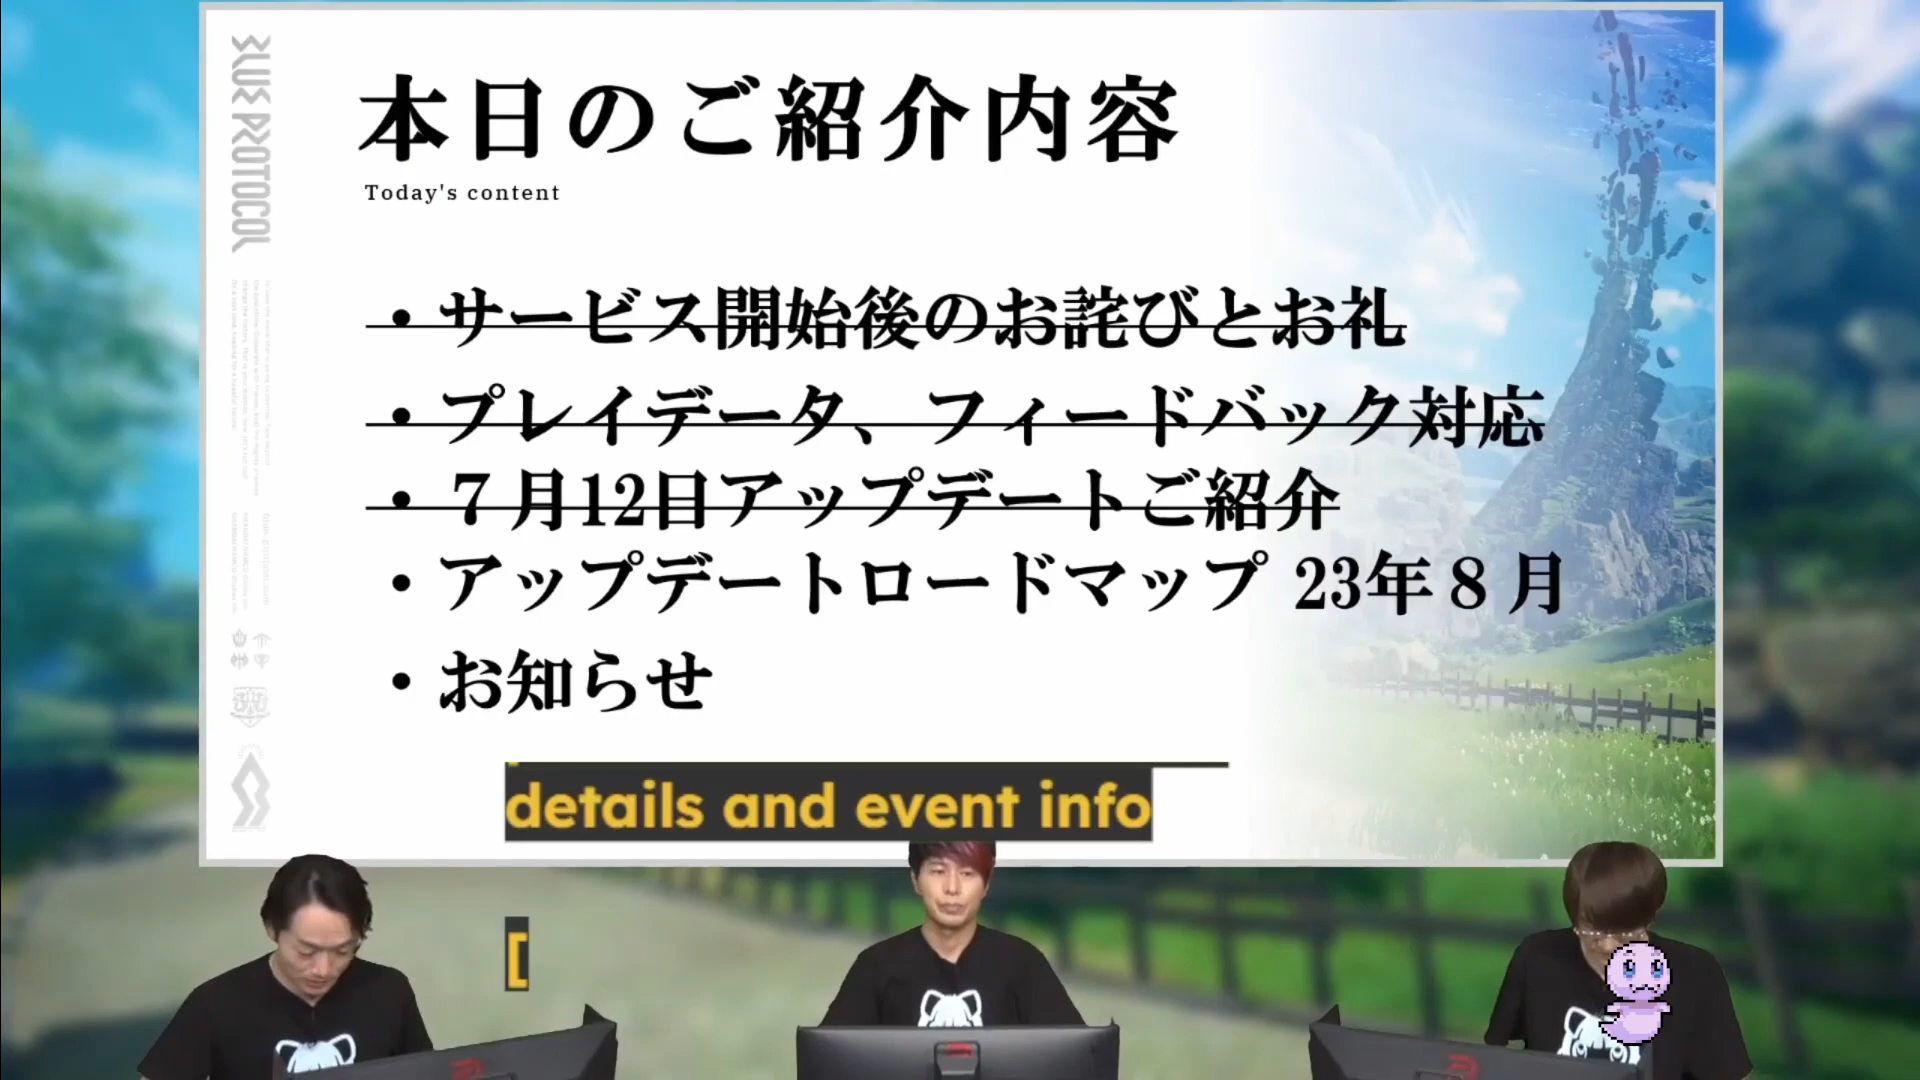 BLUE PROTOCOL
本日のご紹介内容
Today's content
・サービス開始後のお詫びとお礼
・プレイデータ、フィードバック対応
・７月12日アップデートご紹介
・アップデートロードマップ 23年８月
・お知らせ
details and event info
[